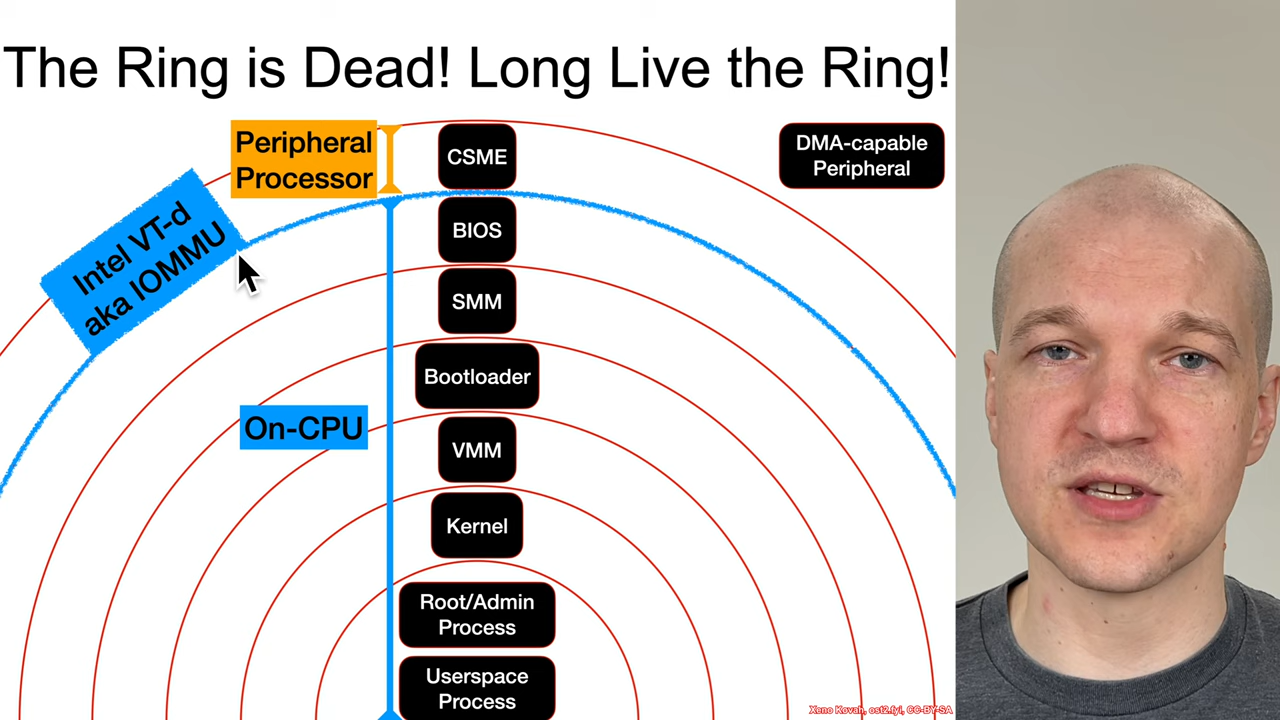 The Ring is Dead! Long Live the Ring!
Peripheral
Processor
CSME
DMA-capable
Peripheral
Intel VT-d
aka IOMMU
BIOS
SMM
Bootloader
On-CPU
VMM
Kernel
Root/Admin
Process
Userspace
Process
Xeno Kovah, ost2.fyi, CC-BY-SA